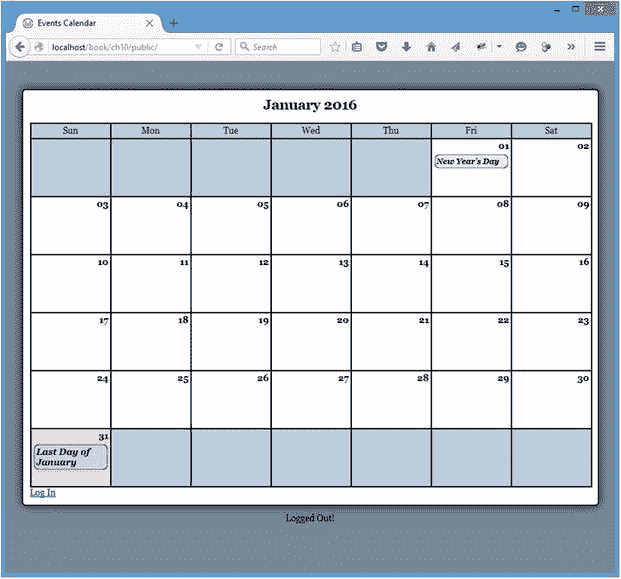 Events Calendar
localhost/book/ch10/public/
Search
January 2016
Sun Mon Tue Wed Thu Fri Sat
01 02
New Year's Day
03 04 05 06 07 08 09
10 11 12 13 14 15 16
17 18 19 20 21 22 23
24 25 26 27 28 29 30
31
Last Day of
January
Log In
Logged Out!